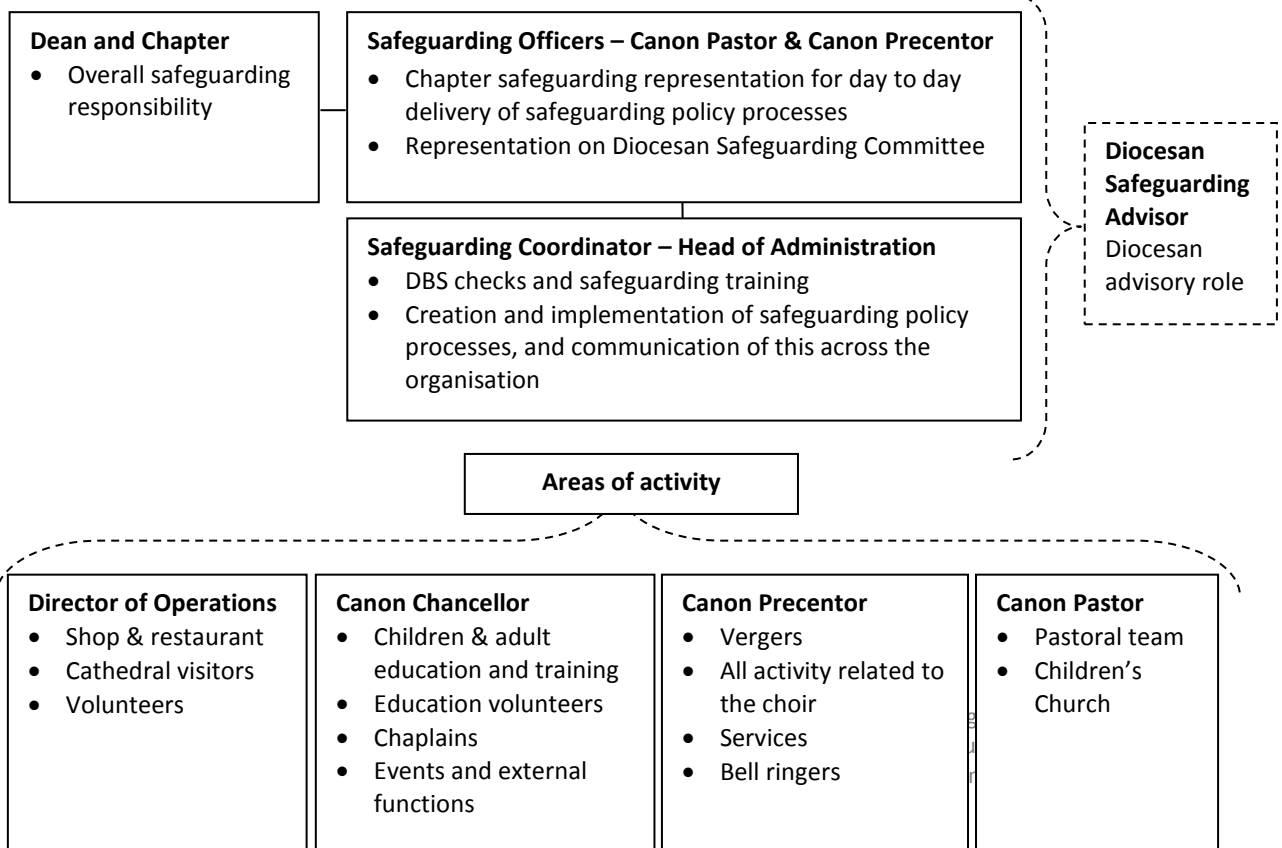 Dean and Chapter
• Overall safeguarding
responsibility
Safeguarding Officers – Canon Pastor & Canon Precentor
• Chapter safeguarding representation for day to day
delivery of safeguarding policy processes
• Representation on Diocesan Safeguarding Committee
Diocesan
Safeguarding
Advisor
Diocesan
advisory role
Safeguarding Coordinator – Head of Administration
• DBS checks and safeguarding training
• Creation and implementation of safeguarding policy
processes, and communication of this across the
organisation
Areas of activity
Director of Operations
• Shop & restaurant
• Cathedral visitors
• Volunteers
Canon Chancellor
• Children & adult
education and training
• Education volunteers
• Chaplains
• Events and external
functions
Canon Precentor
• Vergers
• All activity related to
the choir
• Services
• Bell ringers
Canon Pastor
• Pastoral team
• Children’s
Church